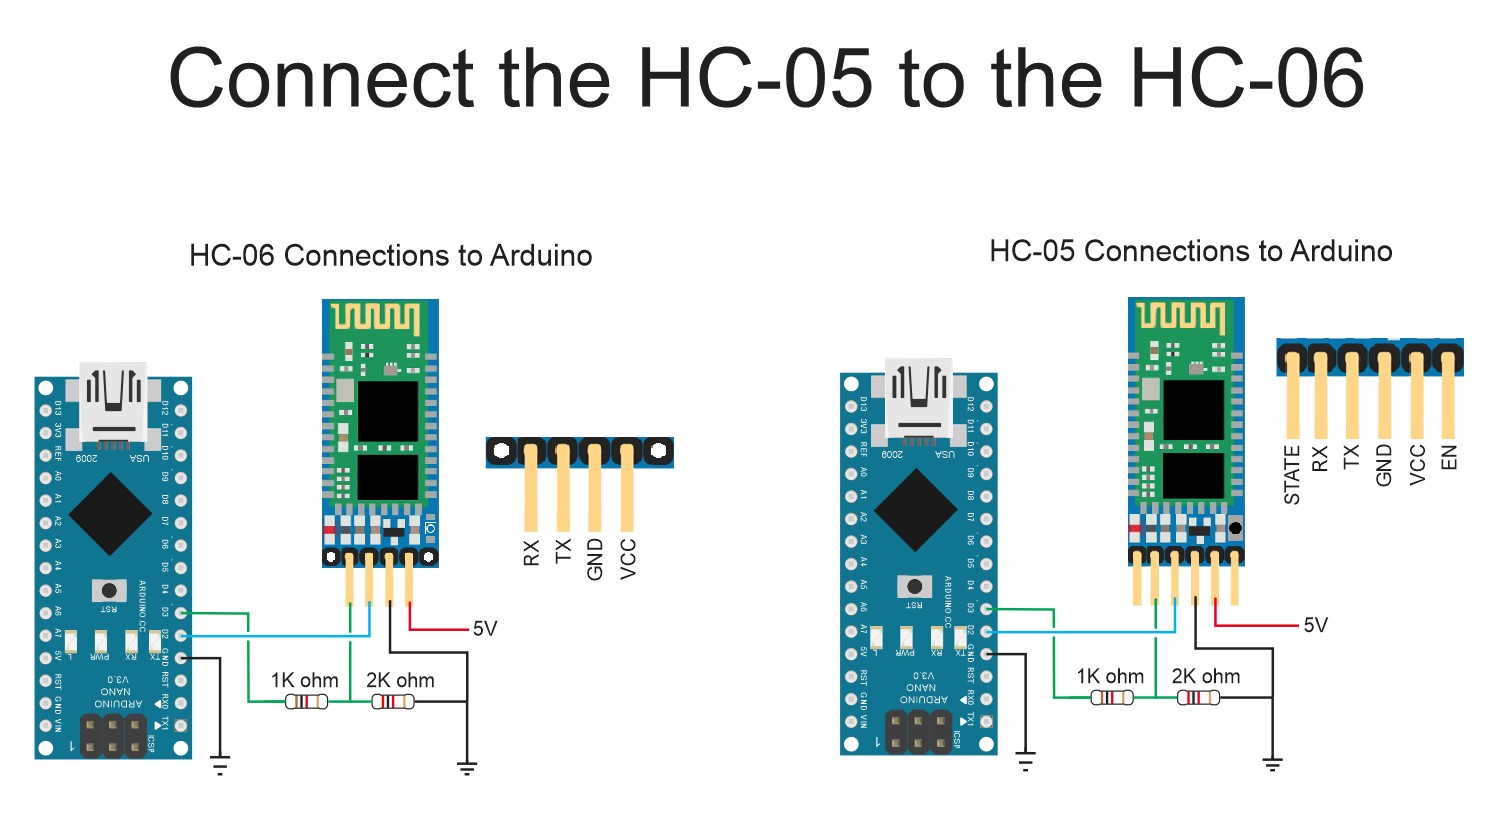 Connect the HC-05 to the HC-06
HC-06 Connections to Arduino
D13
3V3
REF
A0
A1
A2
A3
A4
A5
A6
A7
5V
RST
GND
VIN
D12
D11
D10
D9
D8
D7
D6
D5
D4
D3
D2
GND
RST
RX0
TX1
2009
USA
RST
ARDUINO.CC
L
PWR
RX
TX
V3.0
NANO
ARDUINO
1
ICSP
RX
TX
GND
VCC
5V
1K ohm
2K ohm
HC-05 Connections to Arduino
D13
3V3
REF
A0
A1
A2
A3
A4
A5
A6
A7
5V
RST
GND
VIN
D12
D11
D10
D9
D8
D7
D6
D5
D4
D3
D2
GND
RST
RX0
TX1
2009
USA
RST
ARDUINO.CC
L
PWR
RX
TX
V3.0
NANO
ARDUINO
1
ICSP
STATE
RX
TX
GND
VCC
EN
5V
1K ohm
2K ohm